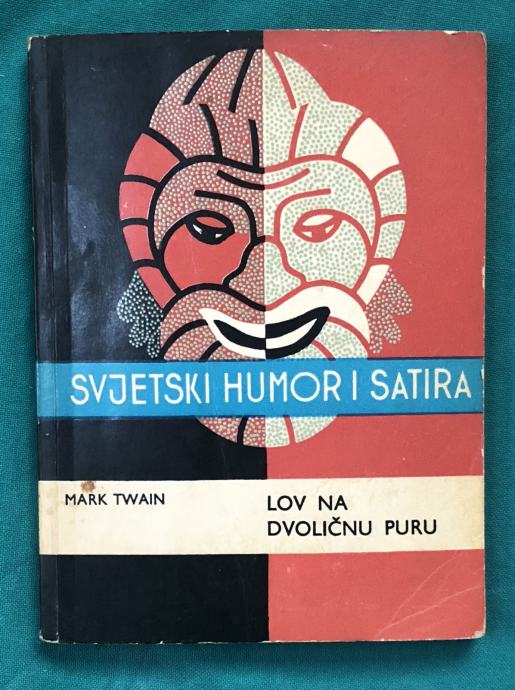 SVJETSKI HUMOR I SATIRA
MARK TWAIN
LOV NA
DVOLIČNU PURU